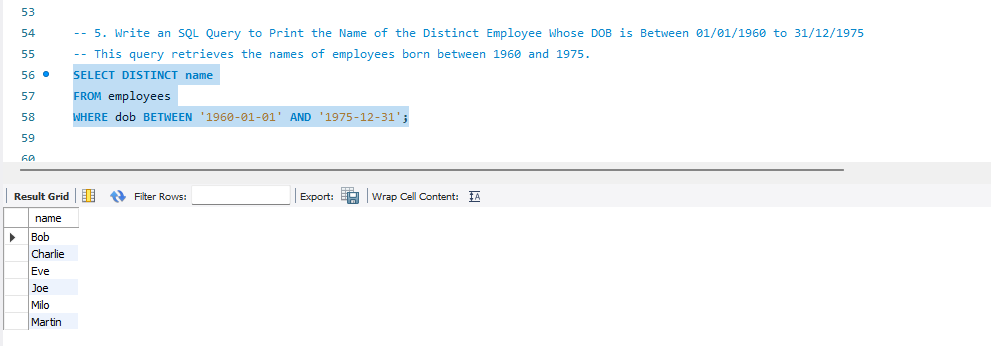 53
54 -- 5. Write an SQL Query to Print the Name of the Distinct Employee Whose DOB is Between 01/01/1960 to 31/12/1975
55 -- This query retrieves the names of employees born between 1960 and 1975.
56 SELECT DISTINCT name
57 FROM employees
58 WHERE dob BETWEEN '1960-01-01' AND '1975-12-31';
59
60
Result Grid Filter Rows: Export: Wrap Cell Content: IA
name
Bob
Charlie
Eve
Joe
Milo
Martin